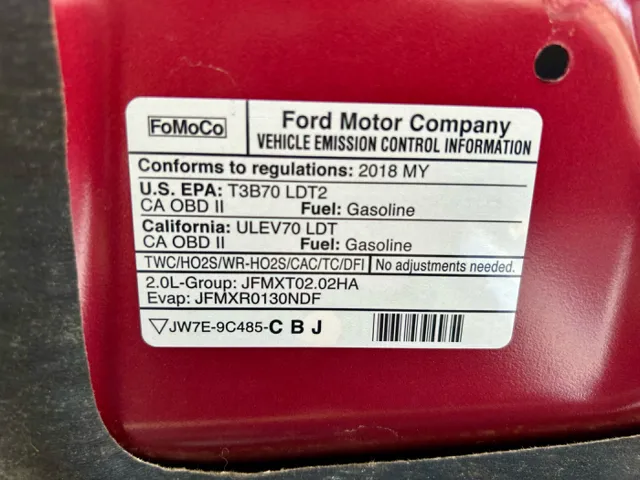 FoMoCo
Ford Motor Company
VEHICLE EMISSION CONTROL INFORMATION
Conforms to regulations: 2018 MY
U.S. EPA: T3B70 LDT2
CA OBD II Fuel: Gasoline
California: ULEV70 LDT
CA OBD II Fuel: Gasoline
TWC/HO2S/WR-HO2S/CAC/TC/DFI No adjustments needed.
2.0L-Group: JFMXT02.02HA
Evap: JFMXR0130NDF
JW7E-9C485-C B J